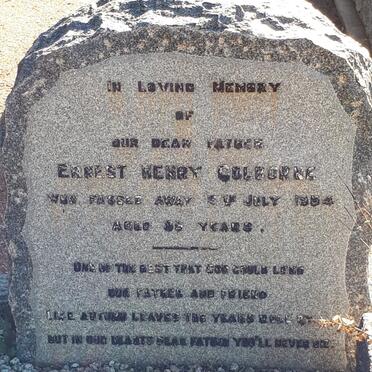 IN LOVING MEMORY
OF
OUR DEAR FATHER
ERNEST HENRY COLBORNE
WHO PASSED AWAY JULY 1954
AGED YEARS.
ONE OF THE BEST THAT GOD COULD LEND
OUR FATHER AND FRIEND
LIKE AUTUMN LEAVES THE YEARS ROLL BY
BUT IN OUR HEARTS DEAR FATHER YOU'LL NEVER DIE.